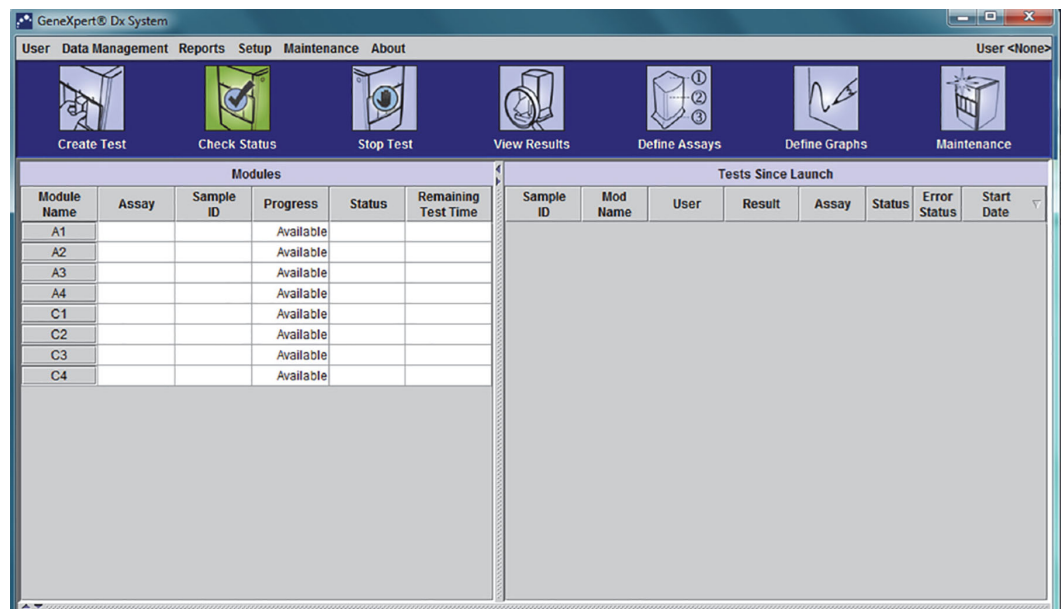 GeneXpert® Dx System
User Data Management Reports Setup Maintenance About User <None>
Create Test Check Status Stop Test View Results Define Assays Define Graphs Maintenance
① ② ③
Modules
Module Name Assay Sample ID Progress Status Remaining Test Time
A1 Available
A2 Available
A3 Available
A4 Available
C1 Available
C2 Available
C3 Available
C4 Available
Tests Since Launch
Sample ID Mod Name User Result Assay Status Error Status Start Date